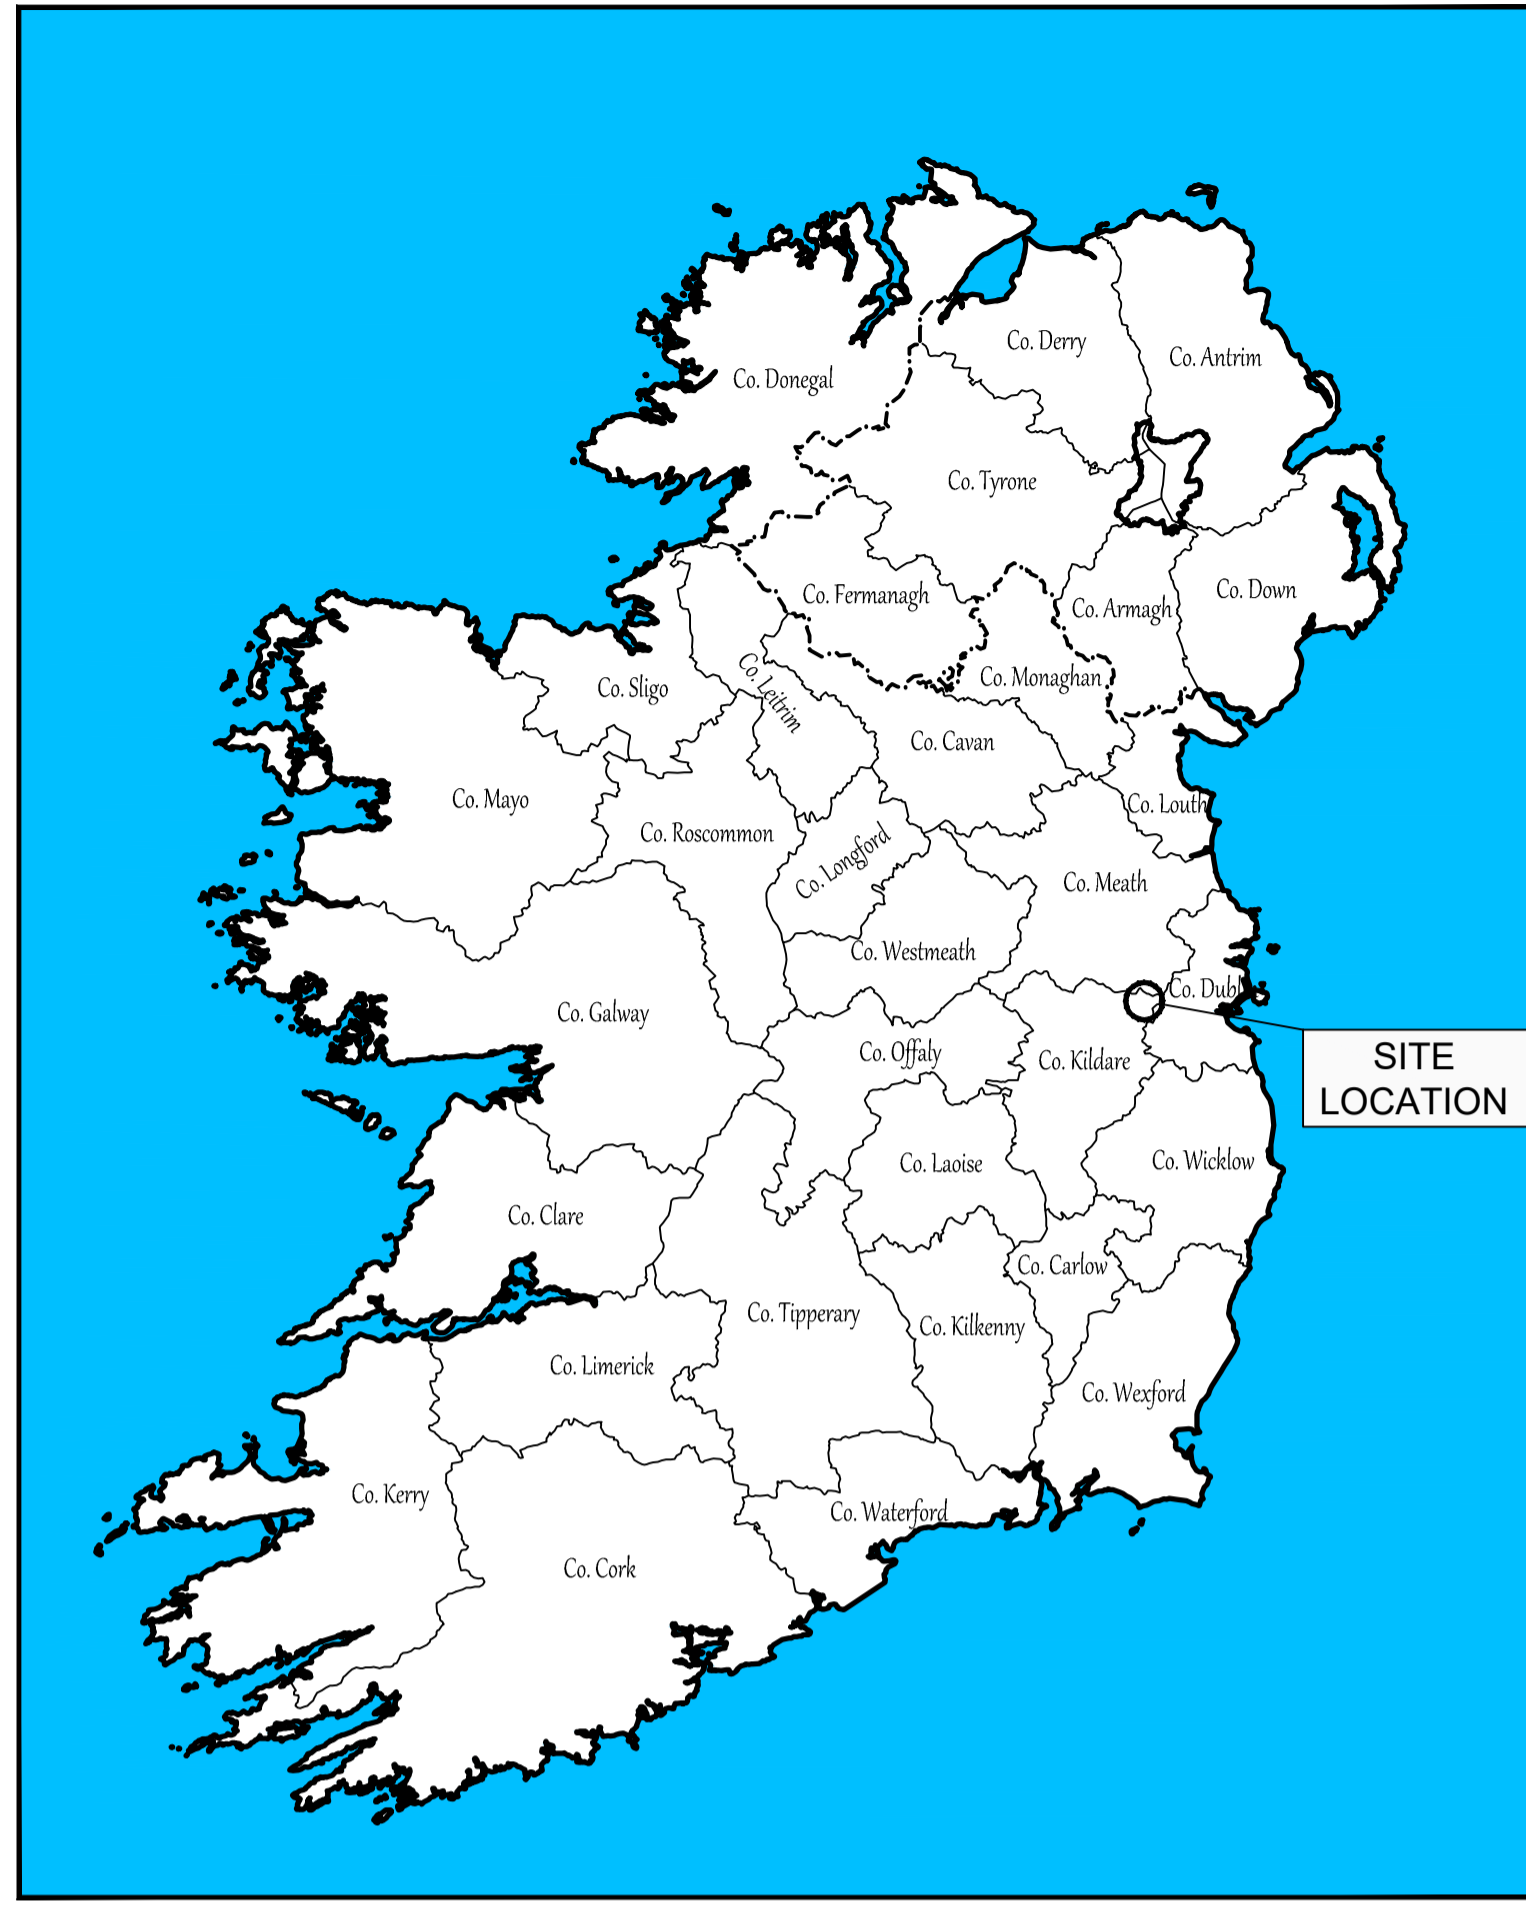 Co. Derry
Co. Antrim
Co. Donegal
Co. Tyrone
Co. Fermanagh
Co. Armagh
Co. Down
Co. Monaghan
Co. Sligo
Co. Leitrim
Co. Cavan
Co. Mayo
Co. Louth
Co. Roscommon
Co. Longford
Co. Meath
Co. Westmeath
Co. Dubl
Co. Galway
Co. Offaly
Co. Kildare
SITE
LOCATION
Co. Laoise
Co. Wicklow
Co. Clare
Co. Carlow
Co. Tipperary
Co. Kilkenny
Co. Limerick
Co. Wexford
Co. Kerry
Co. Waterford
Co. Cork